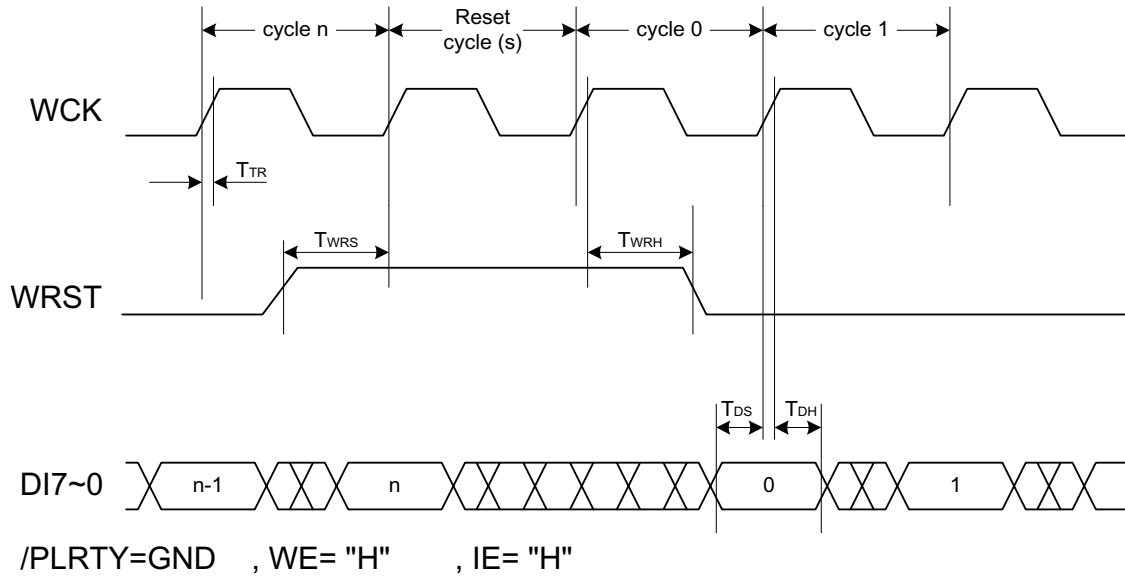 cycle n
Reset
cycle (s)
cycle 0
cycle 1
WCK
TTR
TWRS
TWRH
WRST
TDS
TDH
DI7~0
n-1
n
0
1
/PLRTY=GND , WE= "H" , IE= "H"